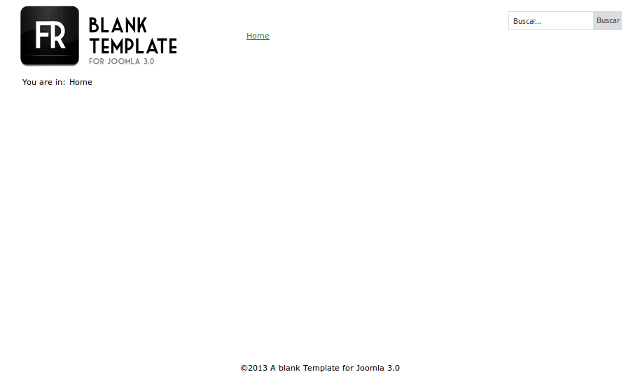 FR
BLANK
TEMPLATE
FOR JOOMLA 3.0
Home
Buscar...
Buscar
You are in: Home
©2013 A blank Template for Joomla 3.0